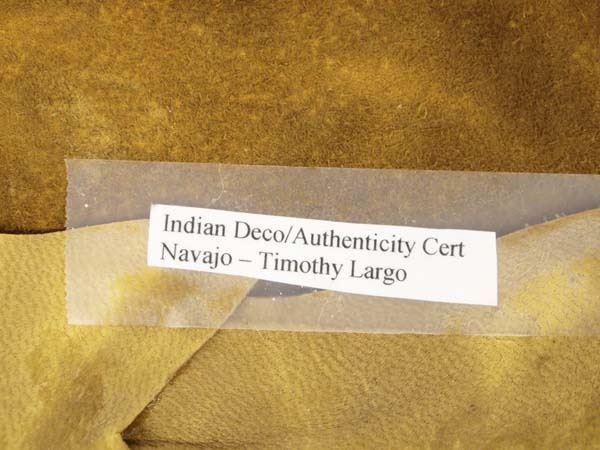 Indian Deco/Authenticity Cert
Navajo – Timothy Largo